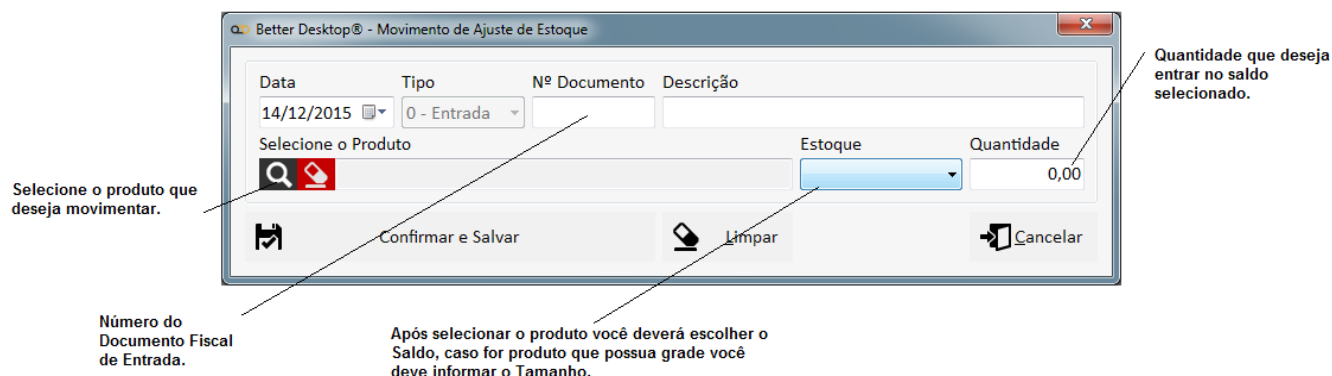 Better Desktop® - Movimento de Ajuste de Estoque
Quantidade que deseja
entrar no saldo
selecionado.
Data Tipo Nº Documento Descrição
14/12/2015 0 - Entrada
Selecione o Produto Estoque Quantidade
0,00
Selecione o produto que
deseja movimentar.
Confirmar e Salvar Limpar Cancelar
Número do
Documento Fiscal
de Entrada.
Após selecionar o produto você deverá escolher o
Saldo, caso for produto que possua grade você
deve informar o Tamanho.